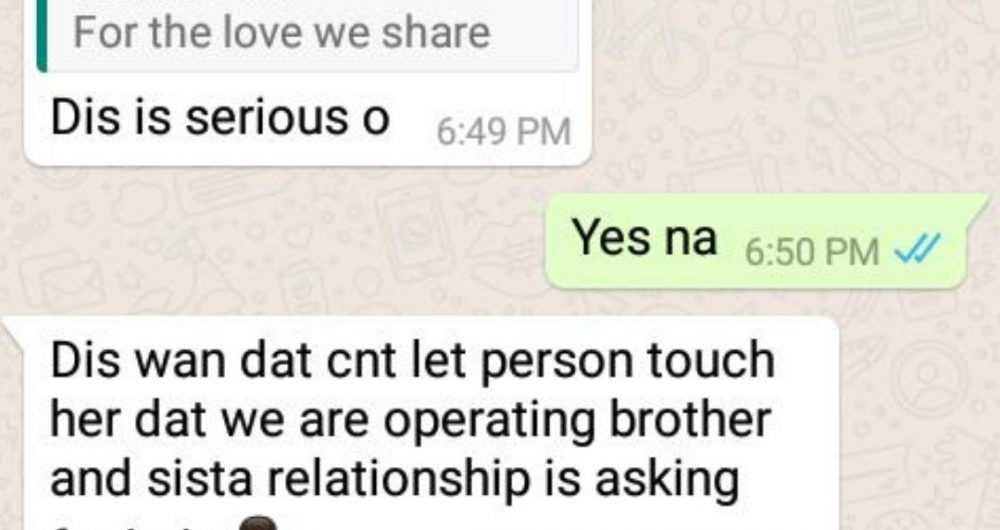 For the love we share
Dis is serious o 6:49 PM
Yes na 6:50 PM
Dis wan dat cnt let person touch
her dat we are operating brother
and sista relationship is asking